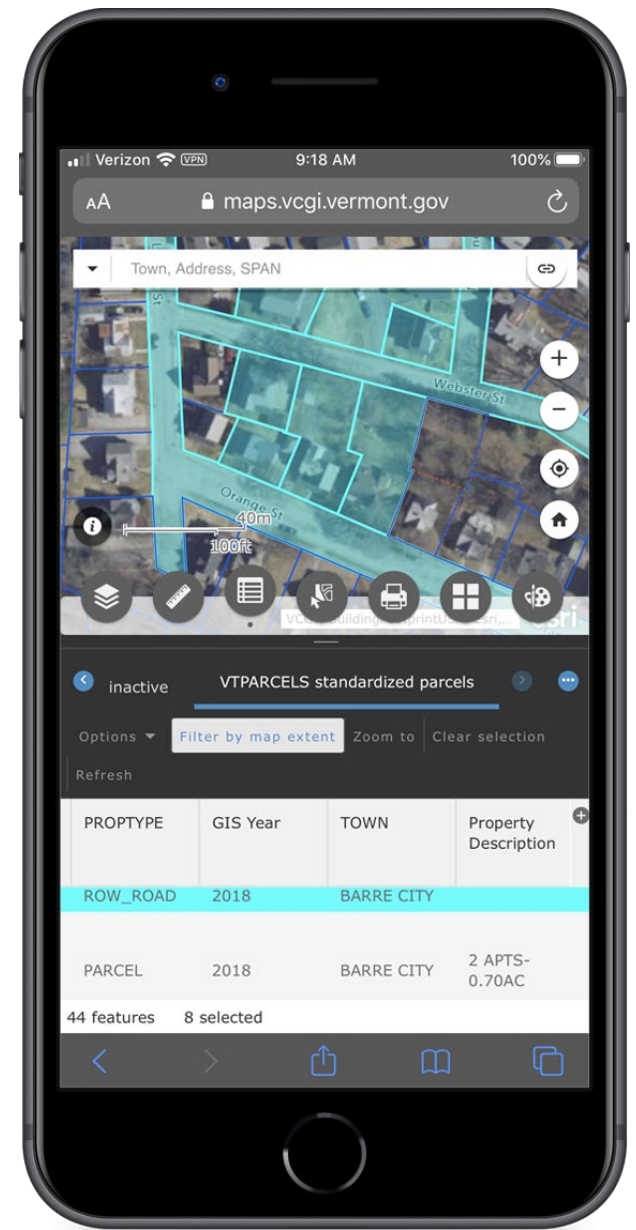 Verizon VPN 9:18 AM 100%
AA maps.vcgi.vermont.gov
Town, Address, SPAN
St
Webster St
Orange St
40m
100ft
esri
inactive VTPARCELS standardized parcels
Options Filter by map extent Zoom to Clear selection
Refresh
PROPTYPE GIS Year TOWN Property
Description
ROW_ROAD 2018 BARRE CITY
PARCEL 2018 BARRE CITY 2 APTS-
0.70AC
44 features 8 selected